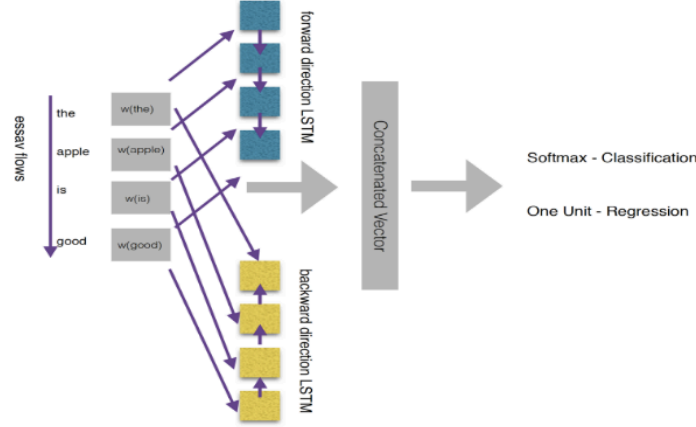 essay flows
the
apple
is
good
w(the)
w(apple)
w(is)
w(good)
forward direction LSTM
backward direction LSTM
Concatenated Vector
Softmax - Classification
One Unit - Regression